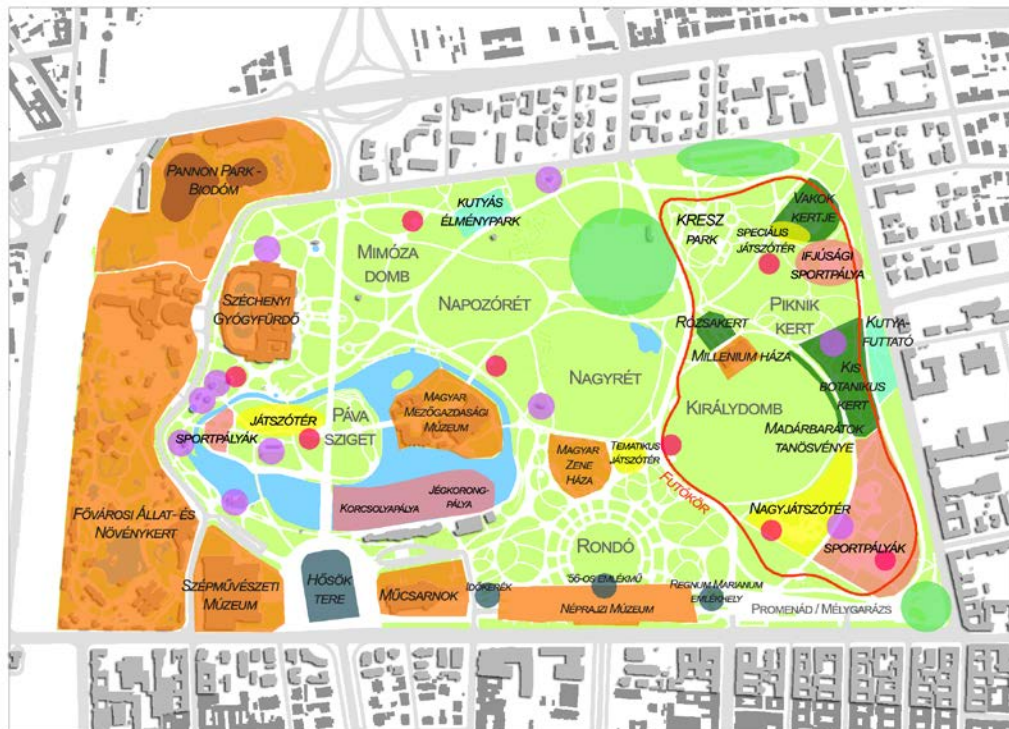 Pannon Park -
Biodóm
Kutyás
élménypark
Mimóza
domb
Napozórét
KRESZ
park
Vakok
kertje
Speciális
játszótér
Ifjúsági
sportpálya
Piknik
kert
Széchenyi
Gyógyfürdő
Rózsakert
Millenium háza
Kutya-
futtató
Kis
botanikus
kert
Nagyrét
Királydomb
Madárbarátok
tanösvénye
Játszótér
Páva
sziget
Magyar
Mezőgazdasági
Múzeum
Sportpályák
Magyar
Zene
Háza
Tematikus
játszótér
Futókör
Korcsolyapálya
Jégkorong-
pálya
Nagyjátszótér
Sportpályák
Fővárosi Állat- és
Növénykert
Rondó
Szépművészeti
Múzeum
Hősök
tere
Műcsarnok
Időkerék
'56-os emlékmű
Néprajzi Múzeum
Regnum Marianum
emlékhely
Promenád / Mélygarázs